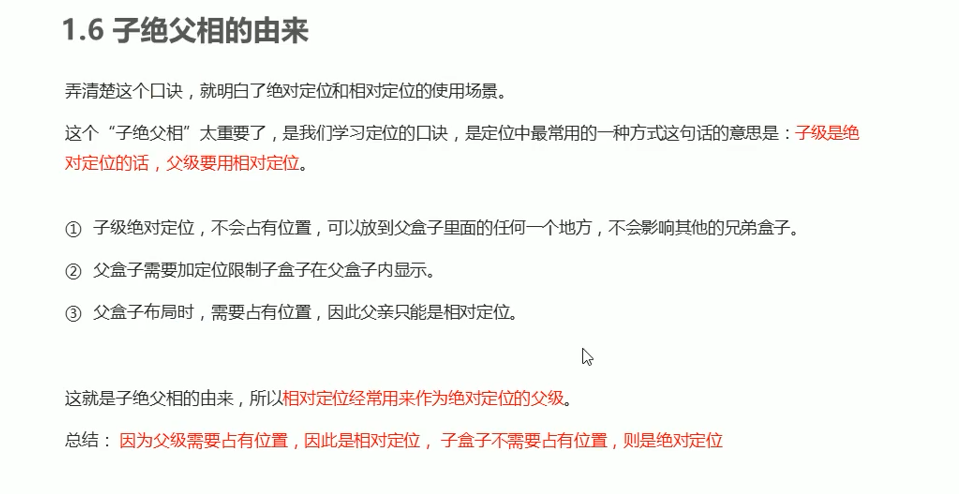 1.6 子绝父相的由来
弄清楚这个口诀，就明白了绝对定位和相对定位的使用场景。
这个“子绝父相”太重要了，是我们学习定位的口诀，是定位中最常用的一种方式这句话的意思是：子级是绝
对定位的话，父级要用相对定位。
① 子级绝对定位，不会占有位置，可以放到父盒子里面的任何一个地方，不会影响其他的兄弟盒子。
② 父盒子需要加定位限制子盒子在父盒子内显示。
③ 父盒子布局时，需要占有位置，因此父亲只能是相对定位。
这就是子绝父相的由来，所以相对定位经常用来作为绝对定位的父级。
总结： 因为父级需要占有位置，因此是相对定位， 子盒子不需要占有位置，则是绝对定位